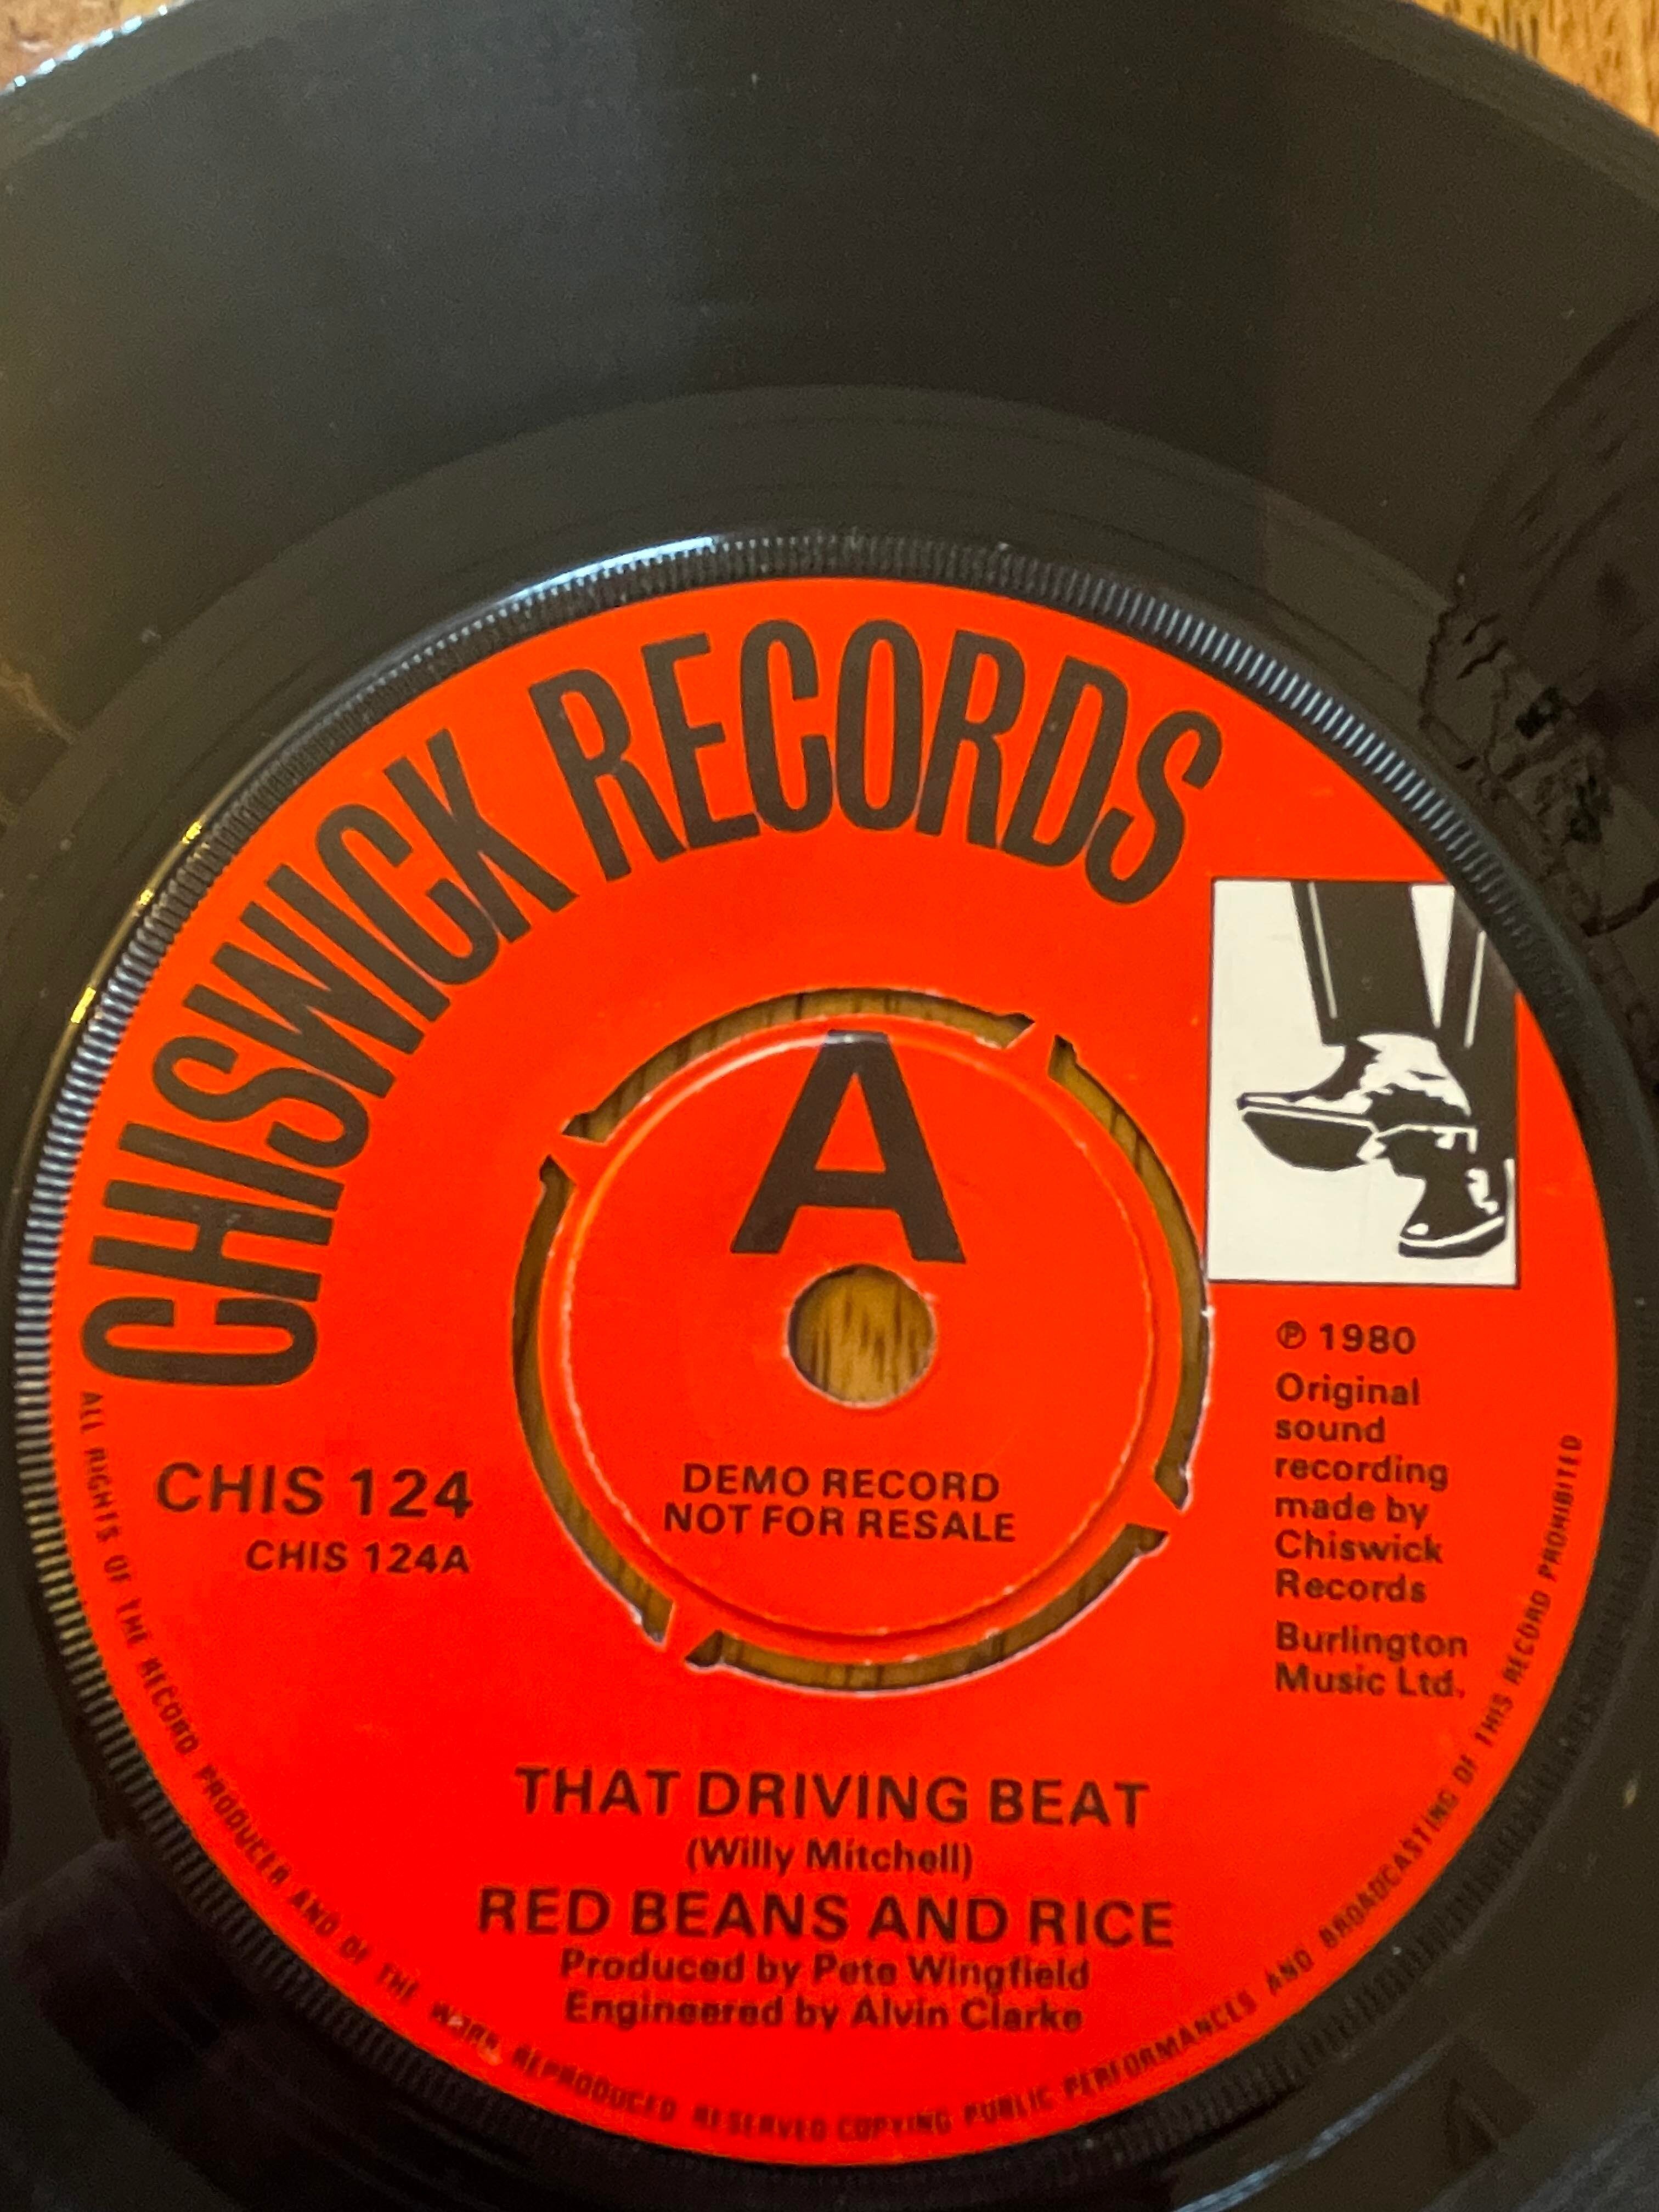 CHISWICK RECORDS
A
DEMO RECORD
NOT FOR RESALE
CHIS 124
CHIS 124A
℗ 1980
Original
sound
recording
made by
Chiswick
Records
Burlington
Music Ltd.
THAT DRIVING BEAT
(Willy Mitchell)
RED BEANS AND RICE
Produced by Pete Wingfield
Engineered by Alvin Clarke
ALL RIGHTS OF THE RECORD PRODUCER AND OF THE WORK REPRODUCED RESERVED COPYING PUBLIC PERFORMANCES AND BROADCASTING OF THIS RECORD PROHIBITED